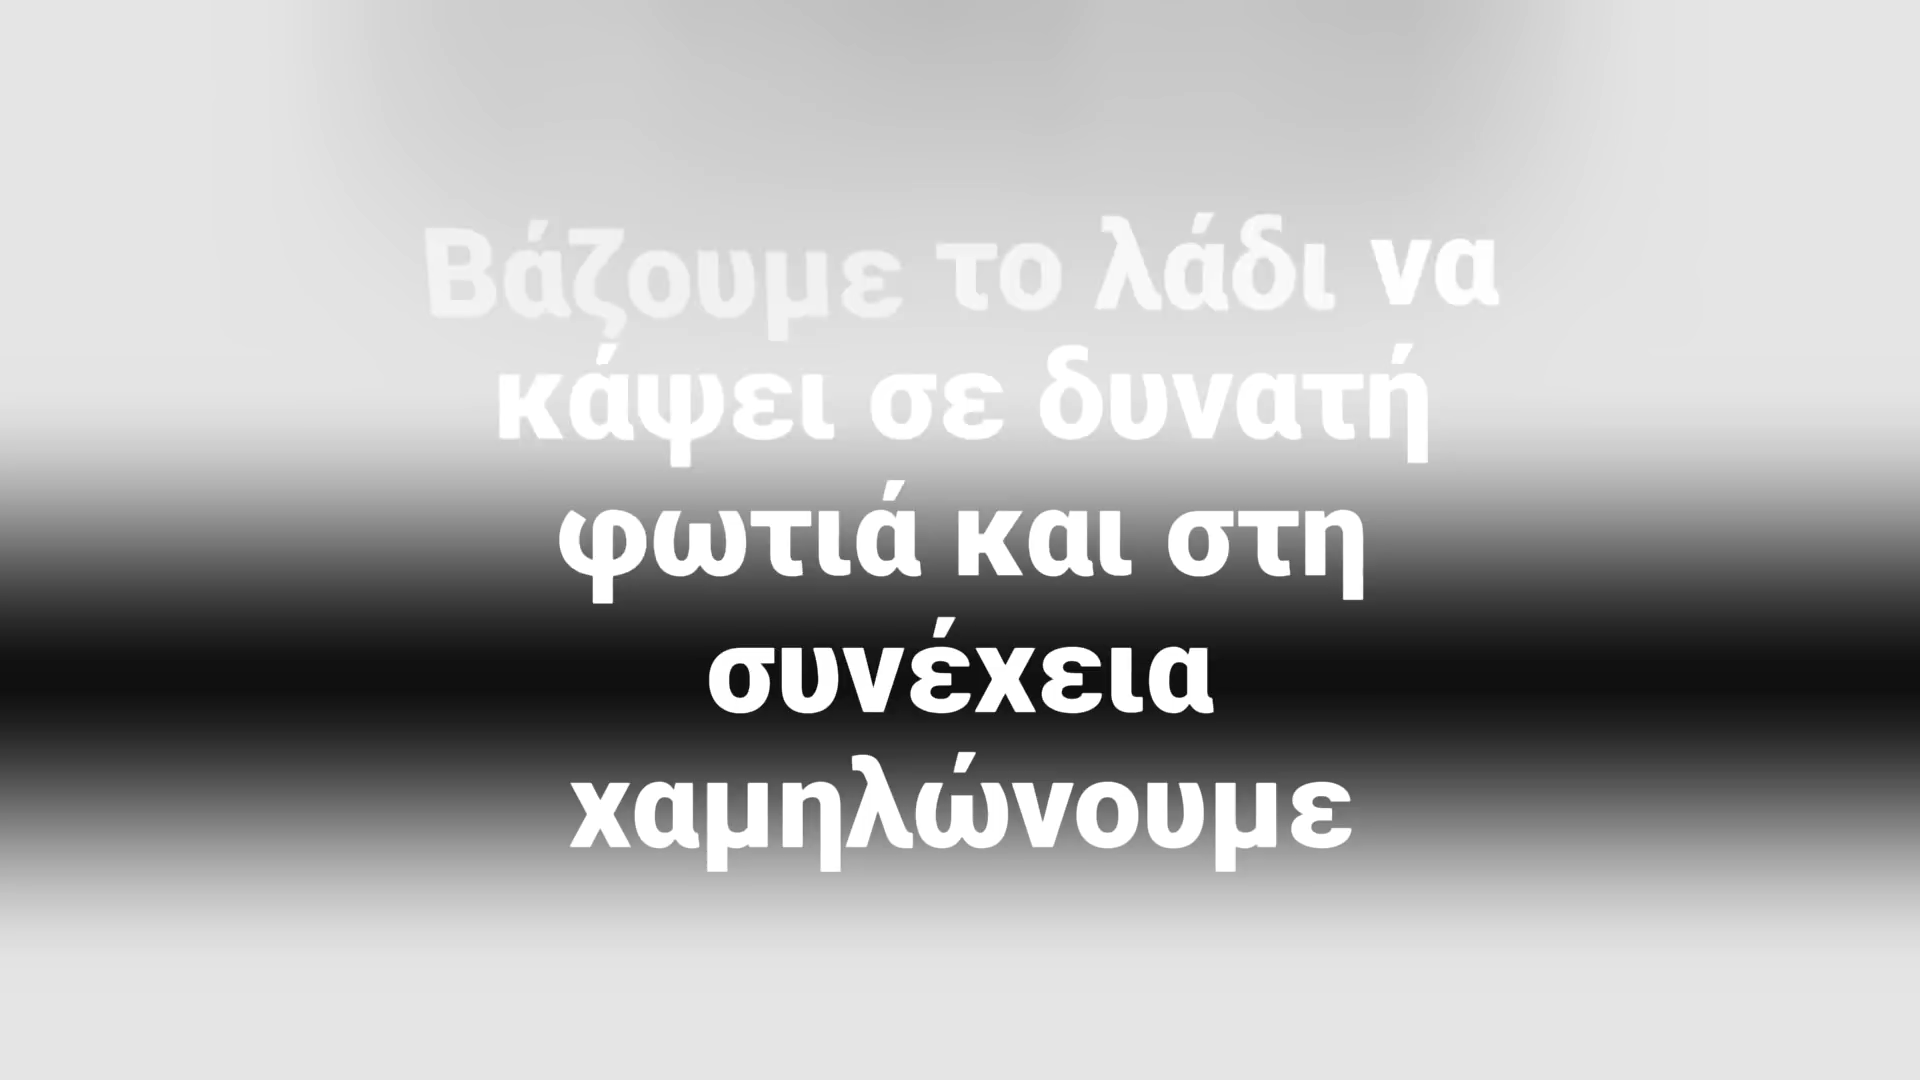 Βάζουμε το λάδι να
κάψει σε δυνατή
φωτιά και στη
συνέχεια
χαμηλώνουμε